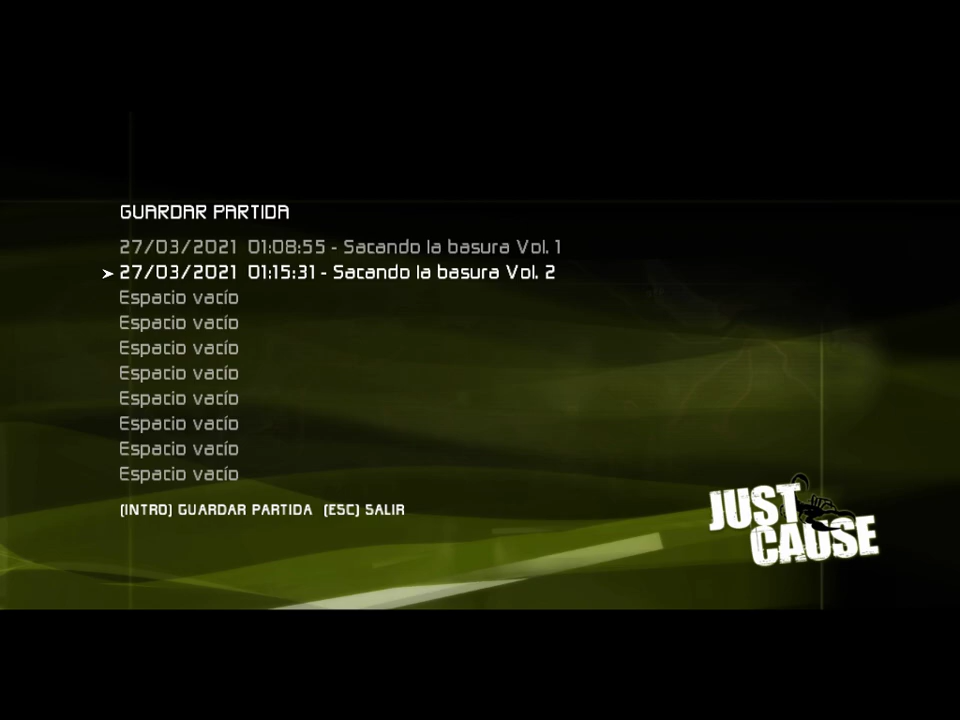 GUARDAR PARTIDA
27/03/2021 01:08:55 - Sacando la basura Vol. 1
27/03/2021 01:15:31 - Sacando la basura Vol. 2
Espacio vacío
Espacio vacío
Espacio vacío
Espacio vacío
Espacio vacío
Espacio vacío
Espacio vacío
Espacio vacío
(INTRO) GUARDAR PARTIDA (ESC) SALIR
JUST
CAUSE